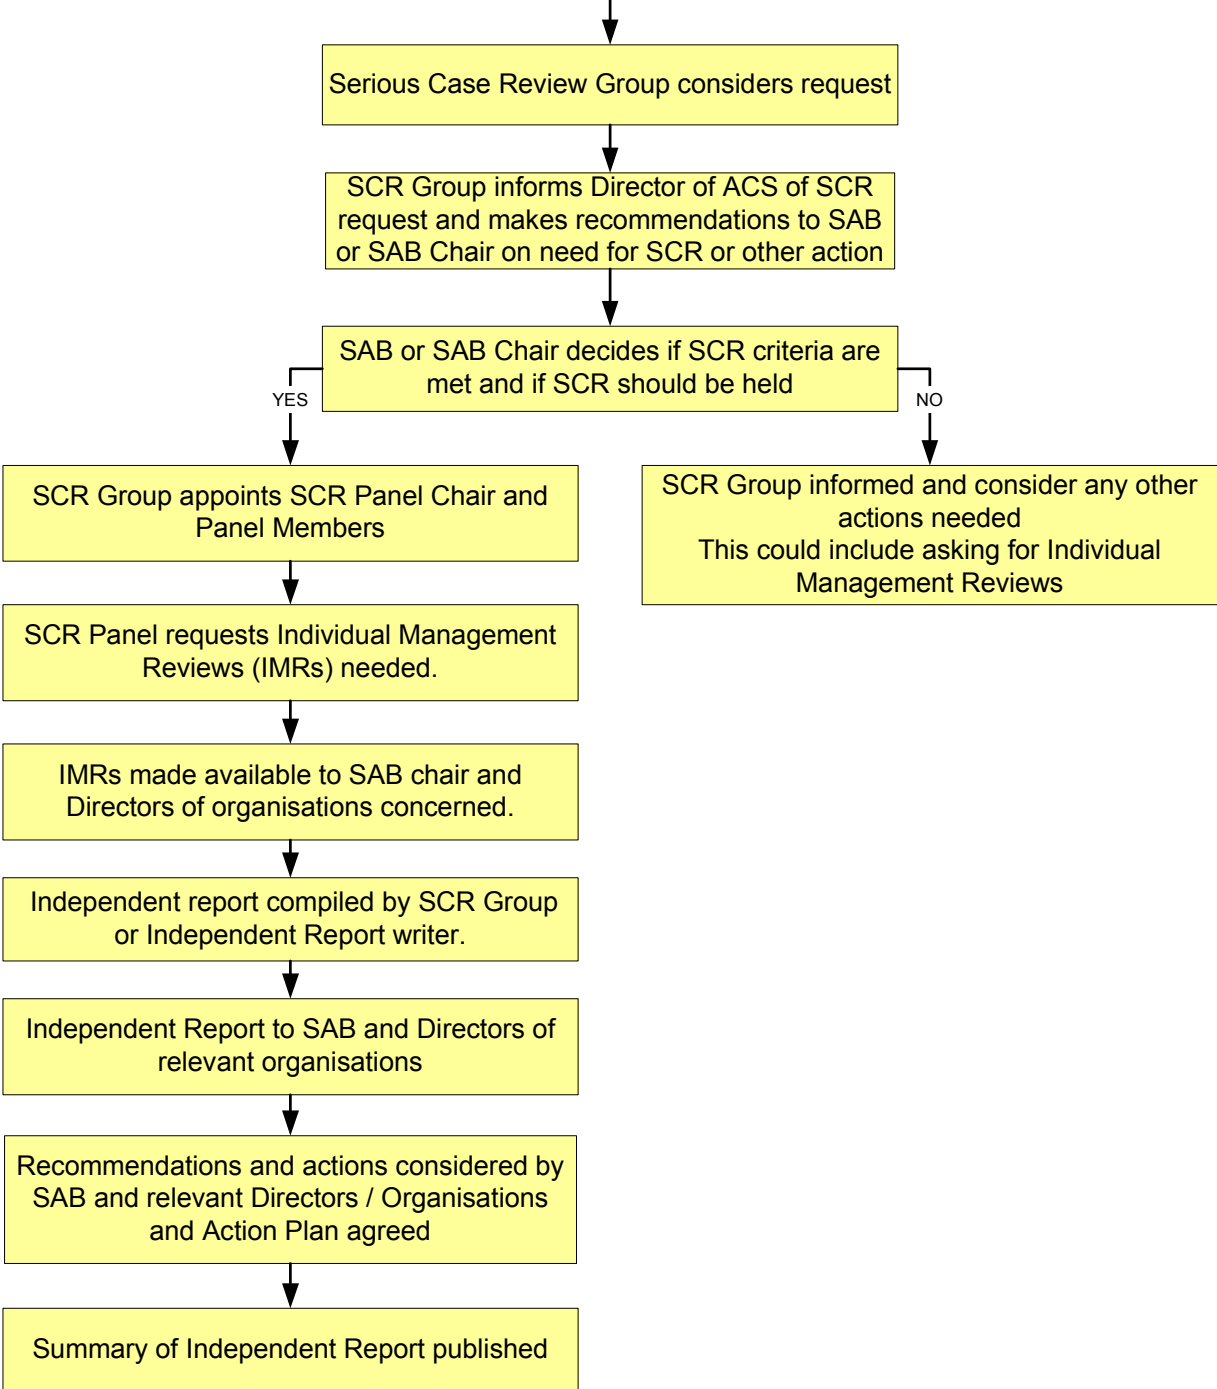 Serious Case Review Group considers request
SCR Group informs Director of ACS of SCR
request and makes recommendations to SAB
or SAB Chair on need for SCR or other action
SAB or SAB Chair decides if SCR criteria are
met and if SCR should be held
YES
NO
SCR Group appoints SCR Panel Chair and
Panel Members
SCR Group informed and consider any other
actions needed
This could include asking for Individual
Management Reviews
SCR Panel requests Individual Management
Reviews (IMRs) needed.
IMRs made available to SAB chair and
Directors of organisations concerned.
Independent report compiled by SCR Group
or Independent Report writer.
Independent Report to SAB and Directors of
relevant organisations
Recommendations and actions considered by
SAB and relevant Directors / Organisations
and Action Plan agreed
Summary of Independent Report published